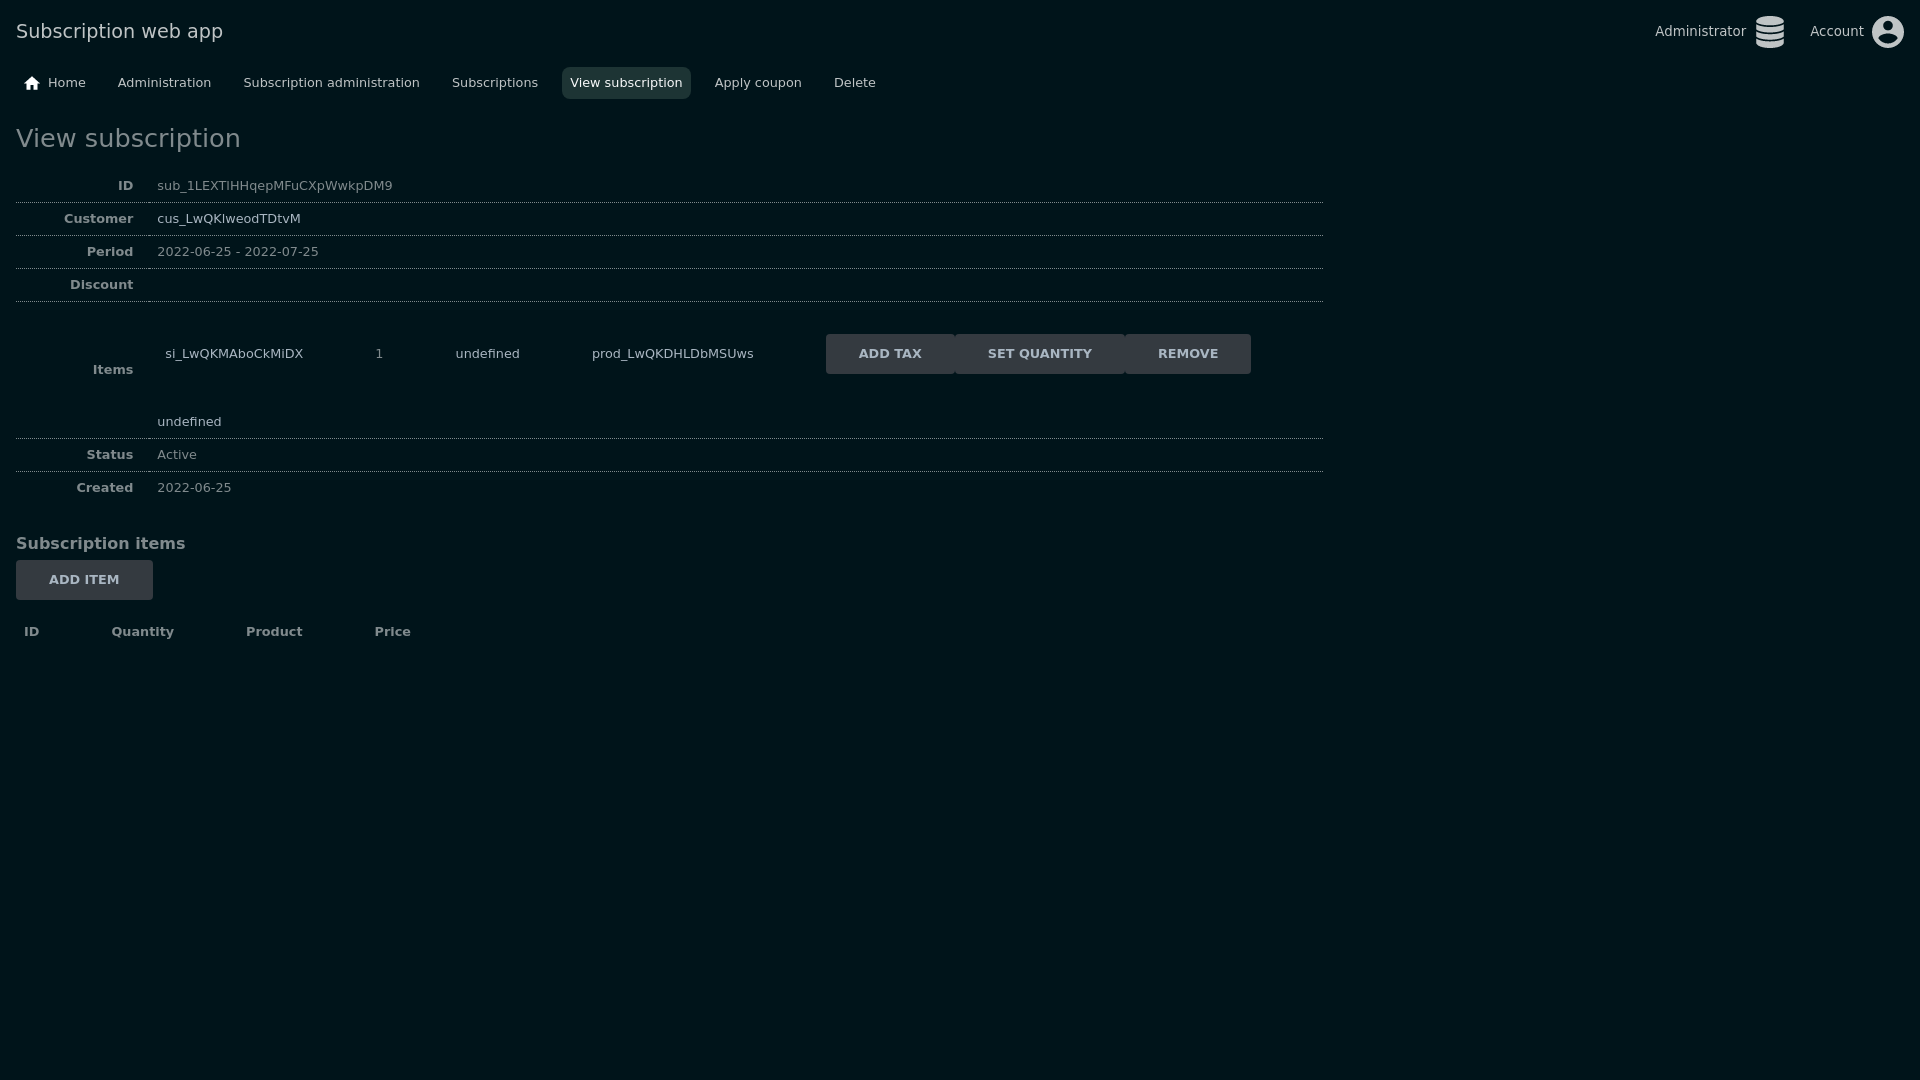 Subscription web app
Administrator
Account
Home
Administration
Subscription administration
Subscriptions
View subscription
Apply coupon
Delete
View subscription
ID sub_1LEXTlHHqepMFuCXpWwkpDM9
Customer cus_LwQKlweodTDtvM
Period 2022-06-25 - 2022-07-25
Discount
Items si_LwQKMAboCkMiDX 1 undefined prod_LwQKDHLDbMSUws ADD TAX SET QUANTITY REMOVE
undefined
Status Active
Created 2022-06-25
Subscription items
ADD ITEM
ID Quantity Product Price